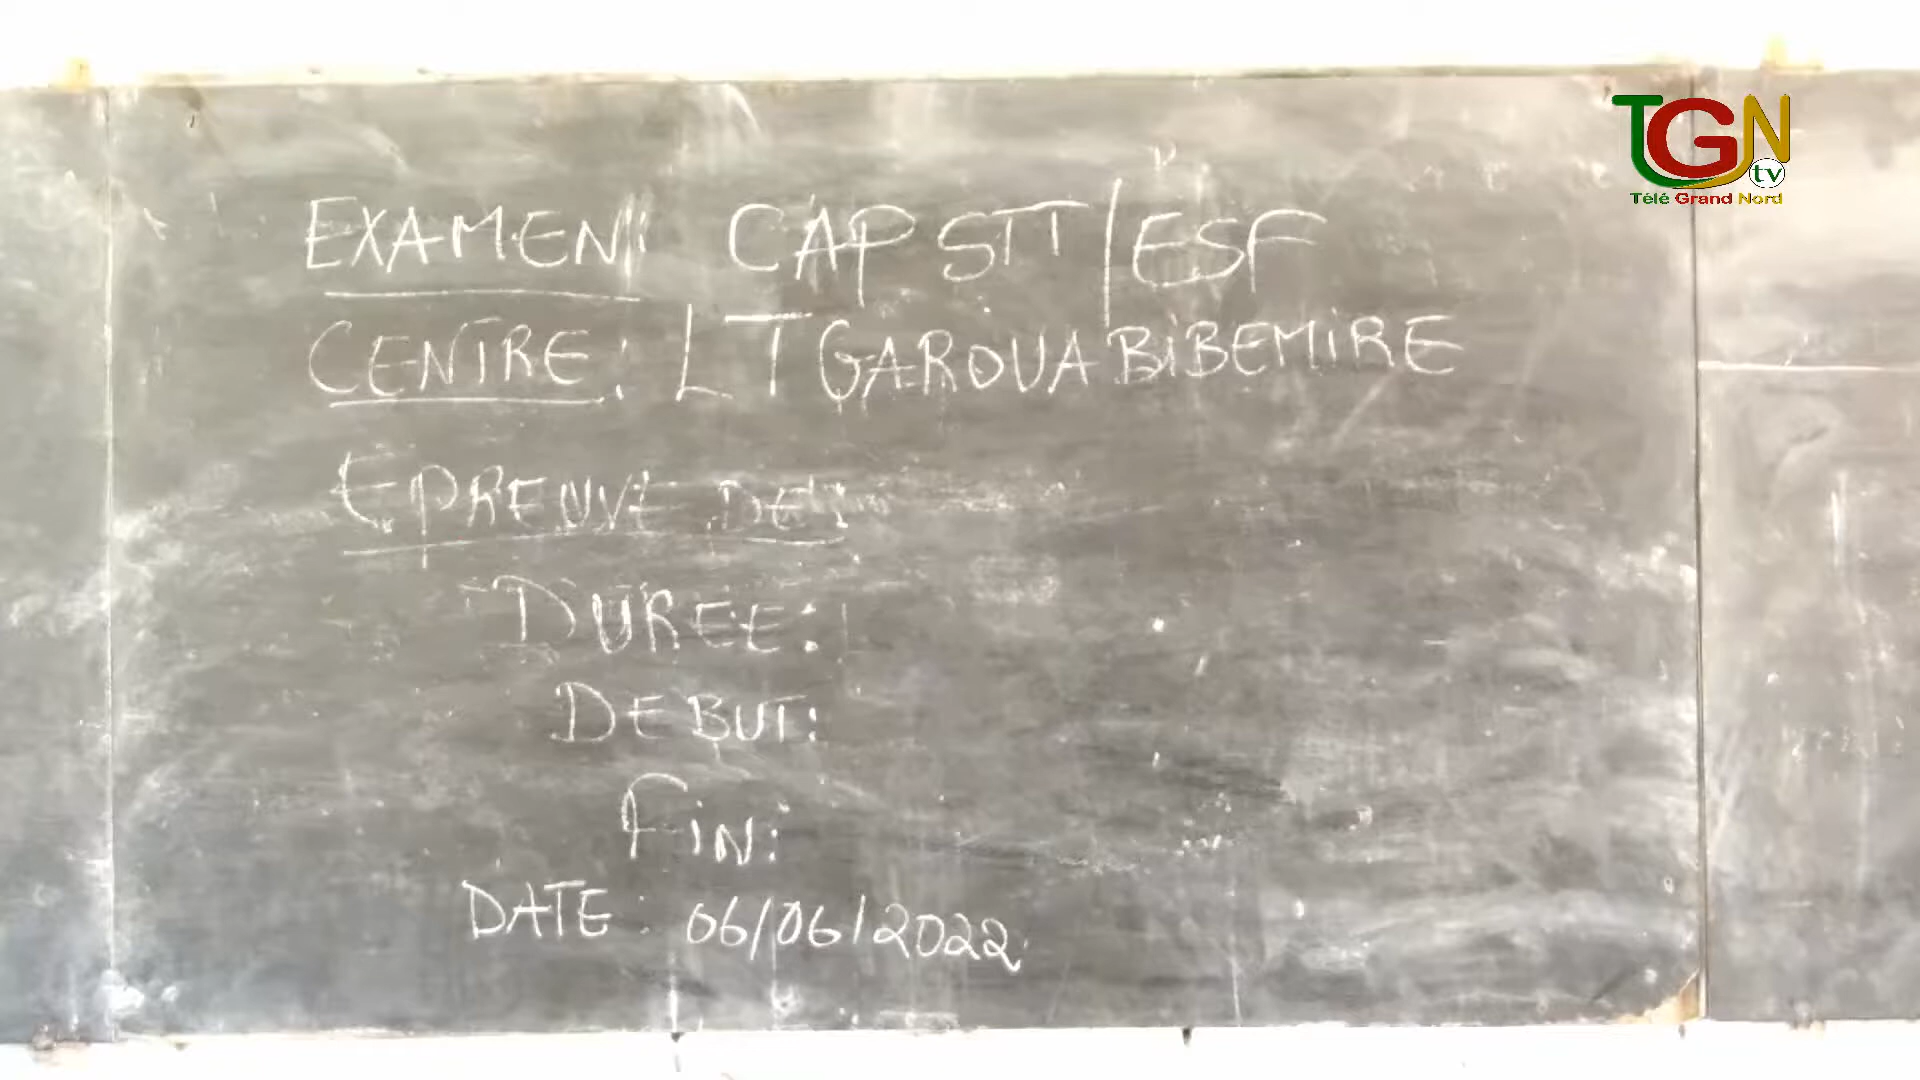 TGN
tv
Télé Grand Nord
EXAMEN: CAP STT/ESF
CENTRE: LT GAROUA BiBEMiRE
EPREUVE DE:
DUREE:
DEBUT:
FiN:
DATE: 06/06/2022